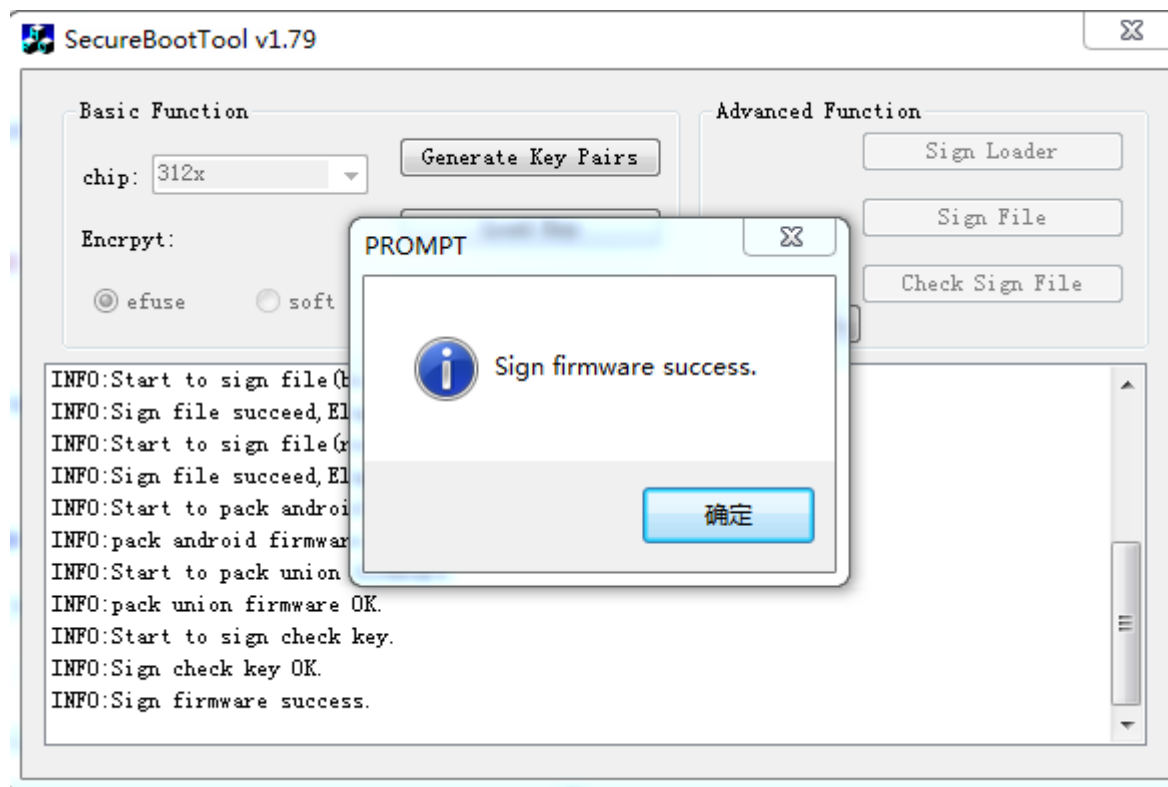 SecureBootTool v1.79
Basic Function
Advanced Function
chip:
312x
Generate Key Pairs
Sign Loader
Encrpyt:
Sign File
efuse
soft
Check Sign File
PROMPT
Sign firmware success.
确定
INFO:Start to sign file(
INFO:Sign file succeed,
INFO:Start to sign file(
INFO:Sign file succeed,
INFO:Start to pack
INFO:pack android
INFO:Start to pack union
INFO:pack union firmware OK.
INFO:Start to sign check key.
INFO:Sign check key OK.
INFO:Sign firmware success.